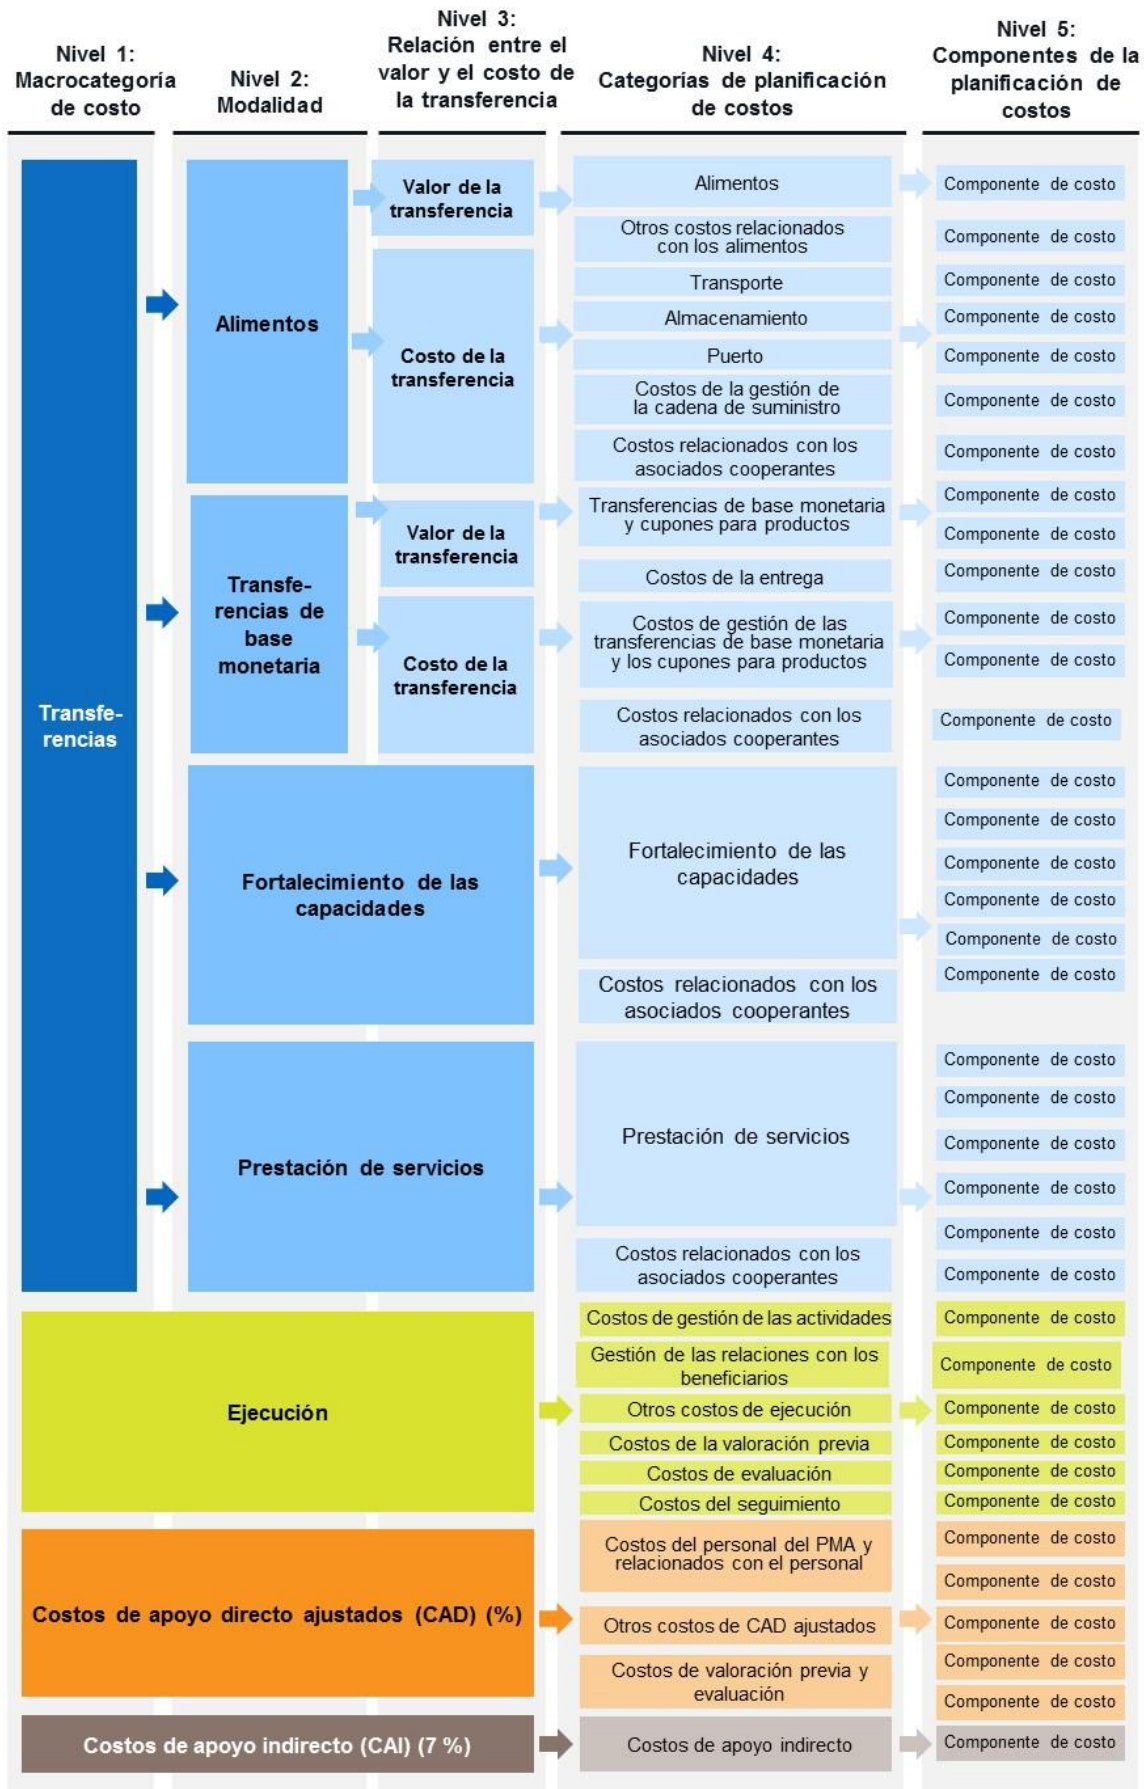 Nivel 1:
Macrocategoría
de costo
Nivel 2:
Modalidad
Nivel 3:
Relación entre el
valor y el costo de
la transferencia
Nivel 4:
Categorías de planificación
de costos
Nivel 5:
Componentes de la
planificación de
costos
Transfe-
rencias
Alimentos
Valor de la
transferencia
Alimentos
Componente de costo
Costo de la
transferencia
Otros costos relacionados
con los alimentos
Componente de costo
Transporte
Componente de costo
Almacenamiento
Componente de costo
Puerto
Componente de costo
Costos de la gestión de
la cadena de suministro
Componente de costo
Costos relacionados con los
asociados cooperantes
Componente de costo
Transfe-
rencias de
base
monetaria
Valor de la
transferencia
Transferencias de base monetaria
y cupones para productos
Componente de costo
Componente de costo
Costo de la
transferencia
Costos de la entrega
Componente de costo
Costos de gestión de las
transferencias de base monetaria
y los cupones para productos
Componente de costo
Componente de costo
Costos relacionados con los
asociados cooperantes
Componente de costo
Fortalecimiento de las
capacidades
Fortalecimiento de las
capacidades
Costos relacionados con los
asociados cooperantes
Componente de costo
Componente de costo
Componente de costo
Componente de costo
Componente de costo
Componente de costo
Prestación de servicios
Prestación de servicios
Costos relacionados con los
asociados cooperantes
Componente de costo
Componente de costo
Componente de costo
Componente de costo
Componente de costo
Componente de costo
Ejecución
Costos de gestión de las actividades
Componente de costo
Gestión de las relaciones con los
beneficiarios
Componente de costo
Otros costos de ejecución
Componente de costo
Costos de la valoración previa
Componente de costo
Costos de evaluación
Componente de costo
Costos del seguimiento
Componente de costo
Costos de apoyo directo ajustados (CAD) (%)
Costos del personal del PMA y
relacionados con el personal
Componente de costo
Componente de costo
Otros costos de CAD ajustados
Componente de costo
Costos de valoración previa y
evaluación
Componente de costo
Componente de costo
Costos de apoyo indirecto (CAI) (7 %)
Costos de apoyo indirecto
Componente de costo